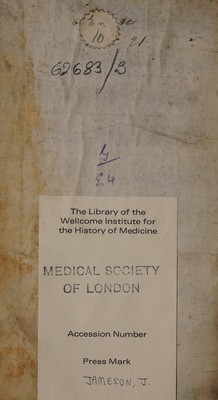 10
21
62683/B
E.4
The Library of the
Wellcome Institute for
the History of Medicine
MEDICAL SOCIETY
OF LONDON
Accession Number
Press Mark
JAMESON, J.